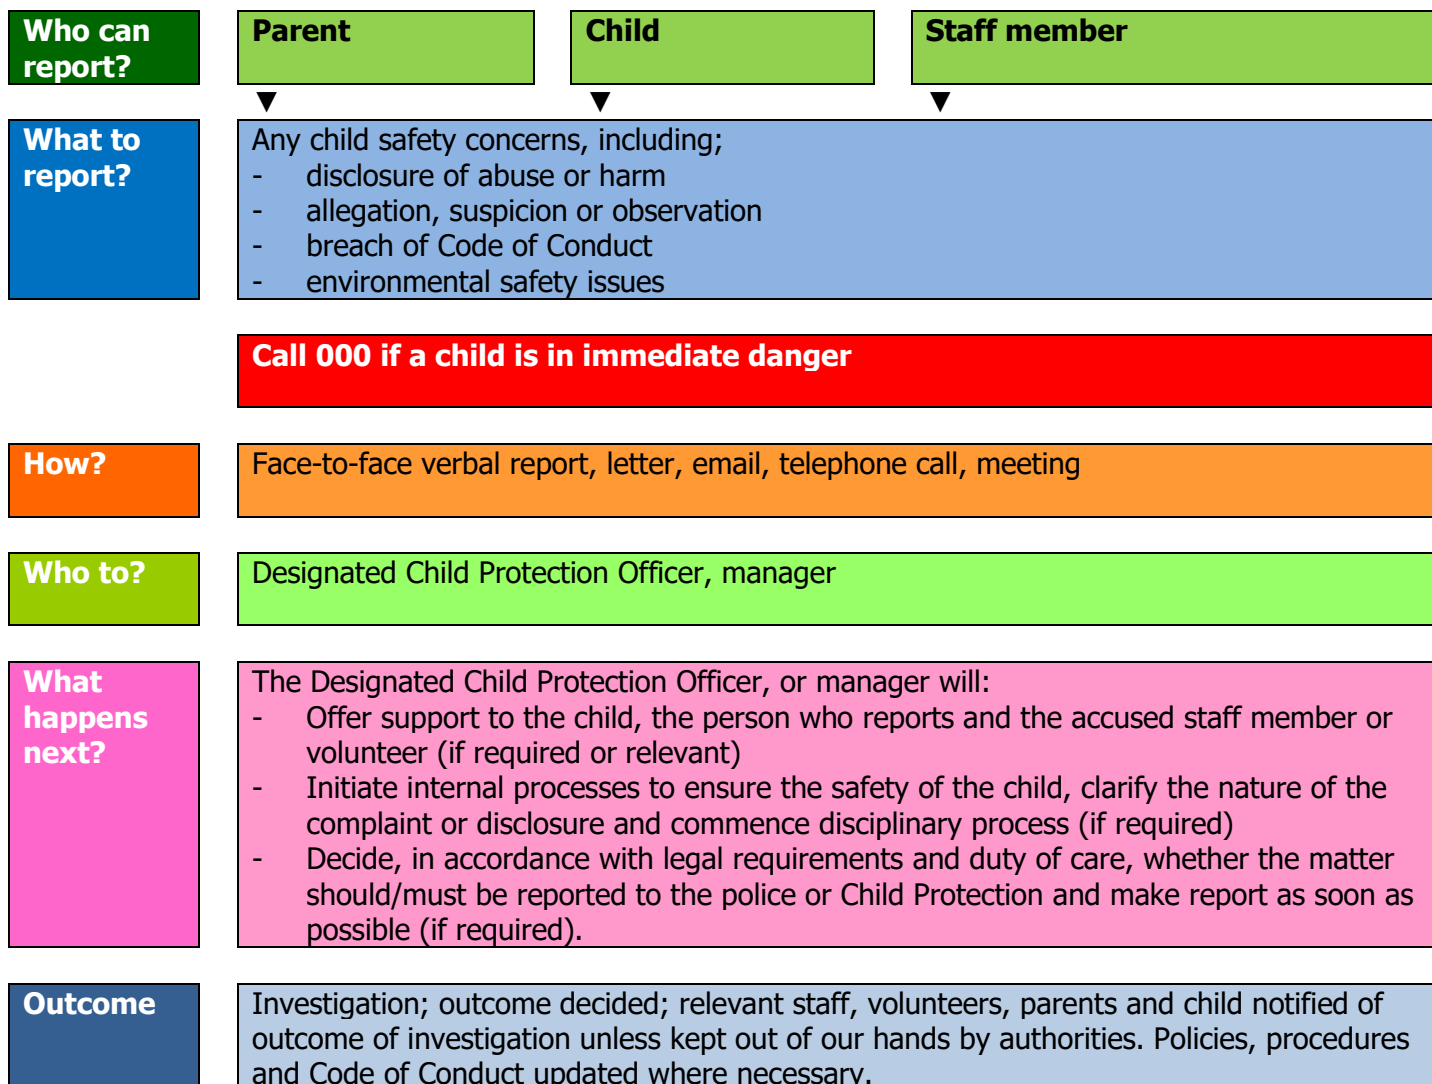 Who can
report?
Parent
Child
Staff member
▼ ▼ ▼
What to
report?
Any child safety concerns, including;
- disclosure of abuse or harm
- allegation, suspicion or observation
- breach of Code of Conduct
- environmental safety issues
Call 000 if a child is in immediate danger
How?
Face-to-face verbal report, letter, email, telephone call, meeting
Who to?
Designated Child Protection Officer, manager
What
happens
next?
The Designated Child Protection Officer, or manager will:
- Offer support to the child, the person who reports and the accused staff member or
volunteer (if required or relevant)
- Initiate internal processes to ensure the safety of the child, clarify the nature of the
complaint or disclosure and commence disciplinary process (if required)
- Decide, in accordance with legal requirements and duty of care, whether the matter
should/must be reported to the police or Child Protection and make report as soon as
possible (if required).
Outcome
Investigation; outcome decided; relevant staff, volunteers, parents and child notified of
outcome of investigation unless kept out of our hands by authorities. Policies, procedures
and Code of Conduct updated where necessary.